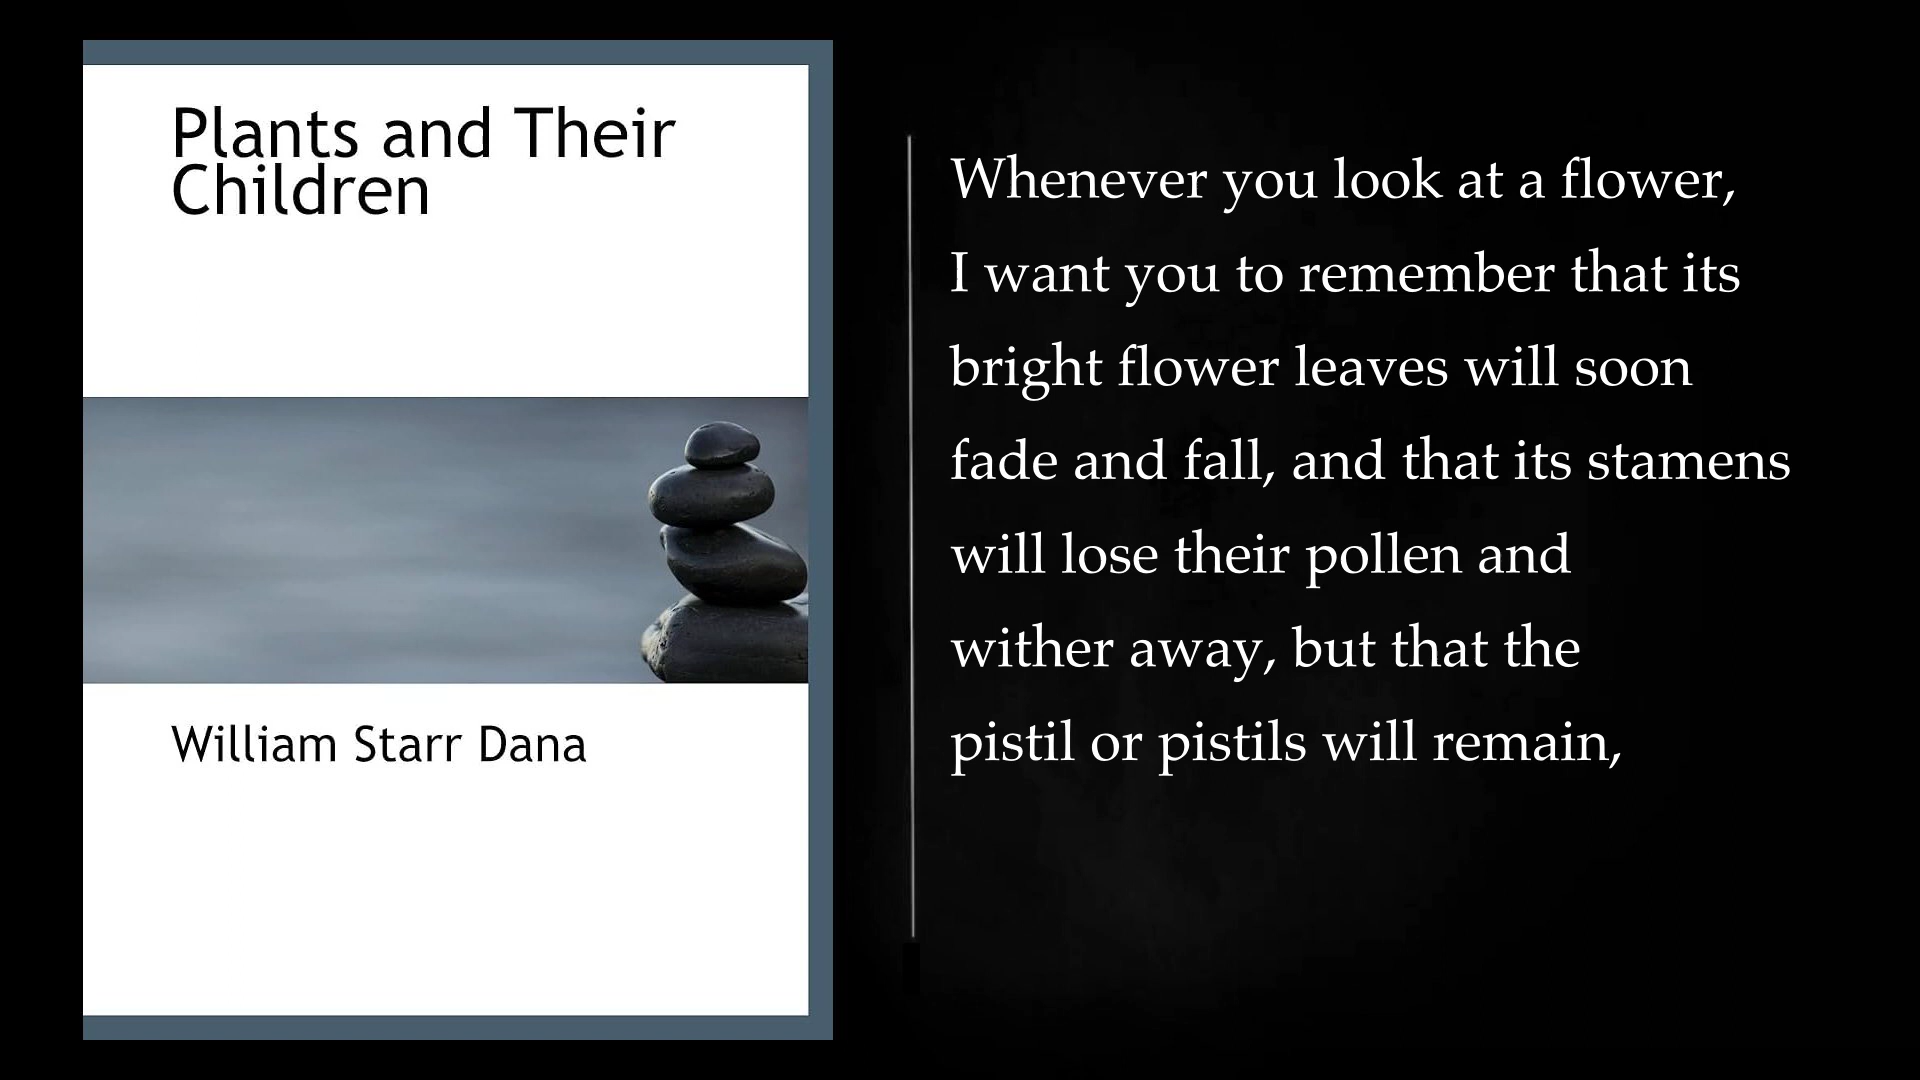 Plants and Their
Children
William Starr Dana
Whenever you look at a flower,
I want you to remember that its
bright flower leaves will soon
fade and fall, and that its stamens
will lose their pollen and
wither away, but that the
pistil or pistils will remain,